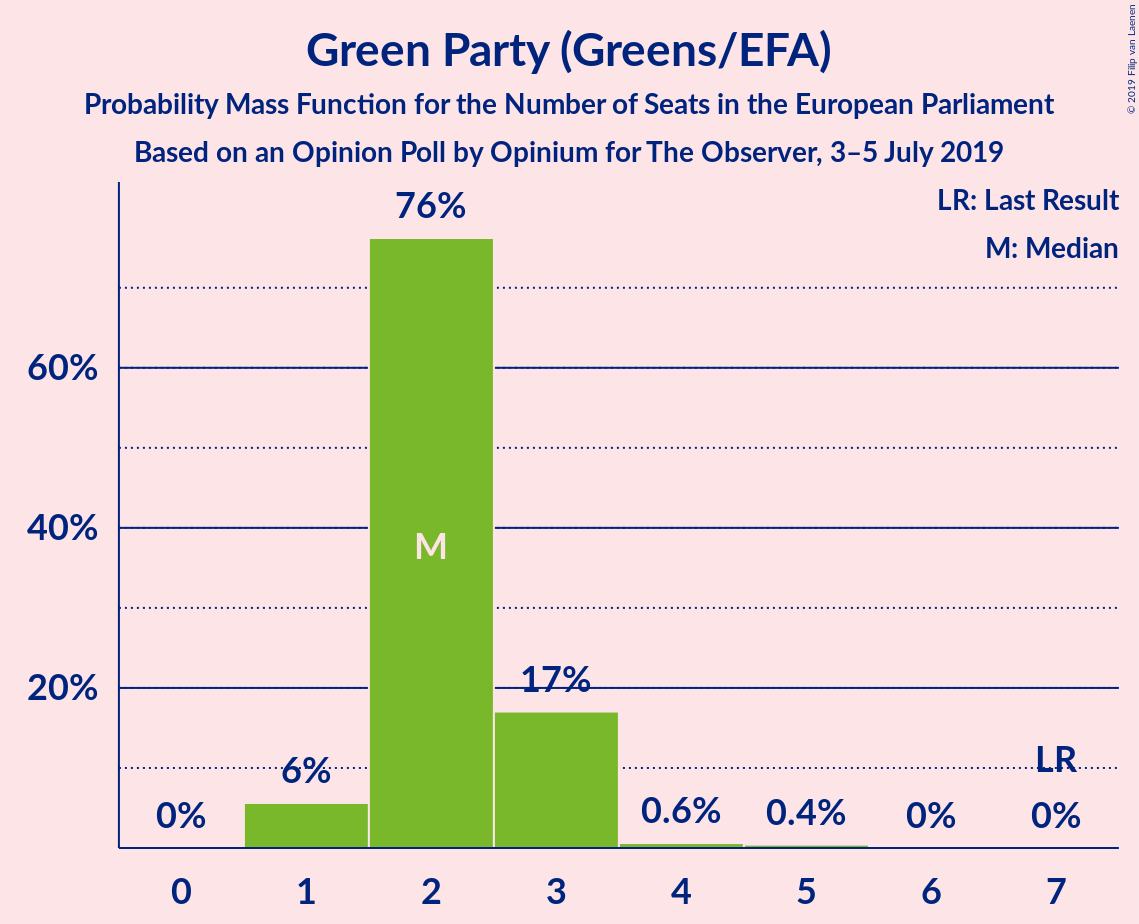 Green Party (Greens/EFA)
Probability Mass Function for the Number of Seats in the European Parliament
Based on an Opinion Poll by Opinium for The Observer, 3–5 July 2019
© 2019 Filip van Laenen
LR: Last Result
M: Median
76%
60%
40%
20%
M
17%
6%
LR
0%
0.6%
0.4%
0%
0%
0 1 2 3 4 5 6 7